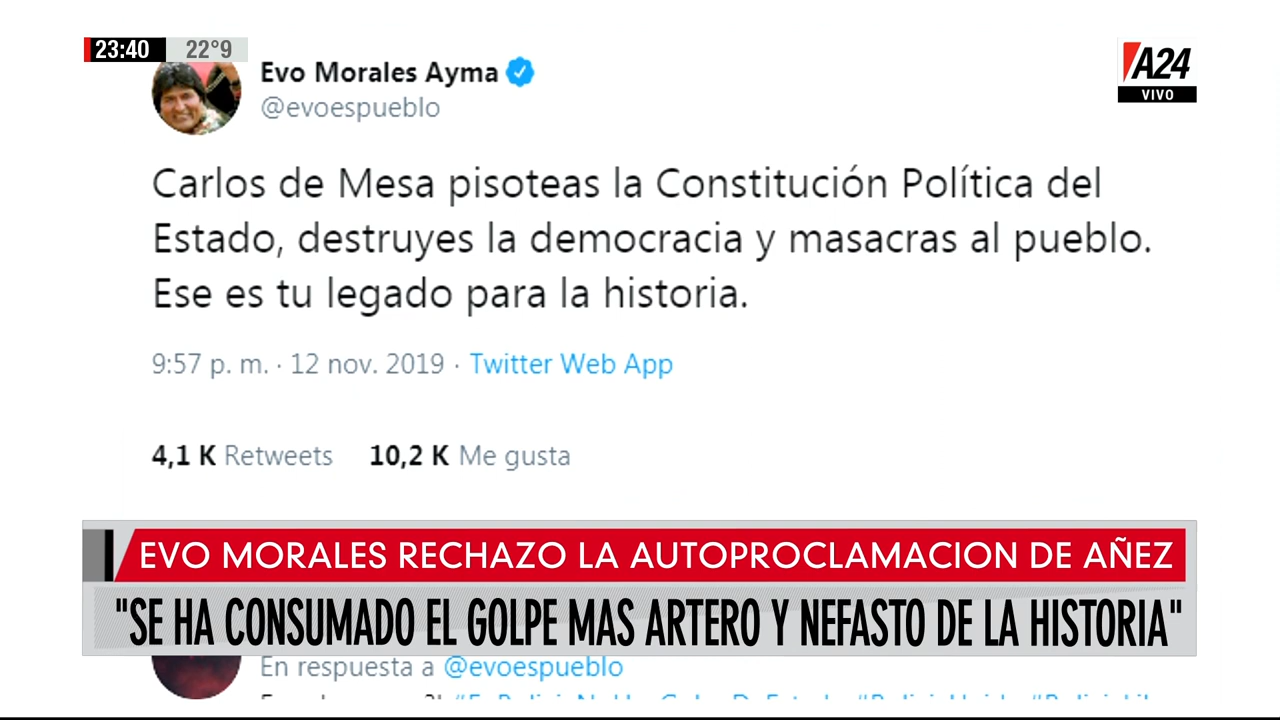 23:40 22°9
A24
VIVO
Evo Morales Ayma
@evoespueblo
Carlos de Mesa pisoteas la Constitución Política del
Estado, destruyes la democracia y masacras al pueblo.
Ese es tu legado para la historia.
9:57 p. m. · 12 nov. 2019 · Twitter Web App
4,1 K Retweets 10,2 K Me gusta
EVO MORALES RECHAZO LA AUTOPROCLAMACION DE AÑEZ
"SE HA CONSUMADO EL GOLPE MAS ARTERO Y NEFASTO DE LA HISTORIA"
En respuesta a @evoespueblo